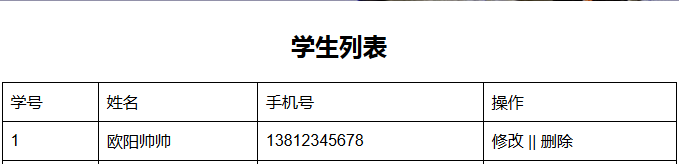 学生列表
学号 姓名 手机号 操作
1 欧阳帅帅 13812345678 修改 || 删除